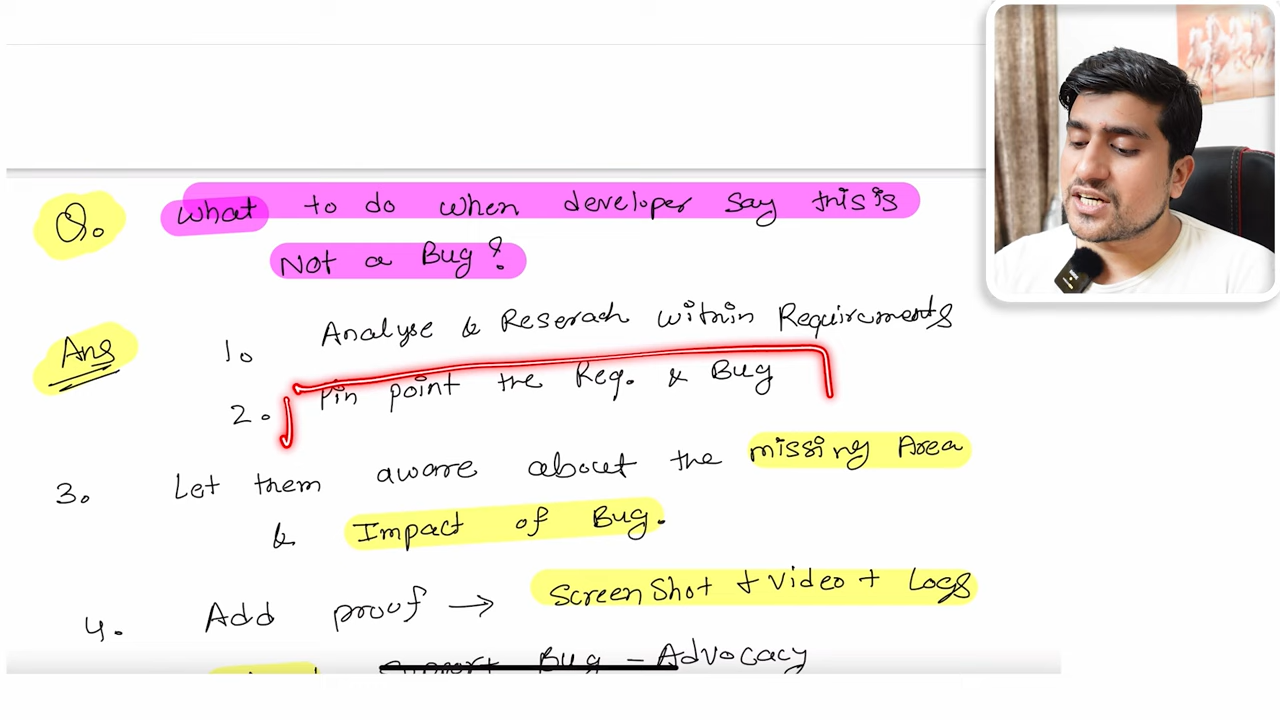 Q. What to do when developer say this is
Not a Bug?
Ans 1. Analyse & Reserach within Requirements
2. Pin point the Req. & Bug
3. Let them aware about the missing Area
& Impact of Bug.
4. Add proof → ScreenShot + Video + Logs
Bug - Advocacy